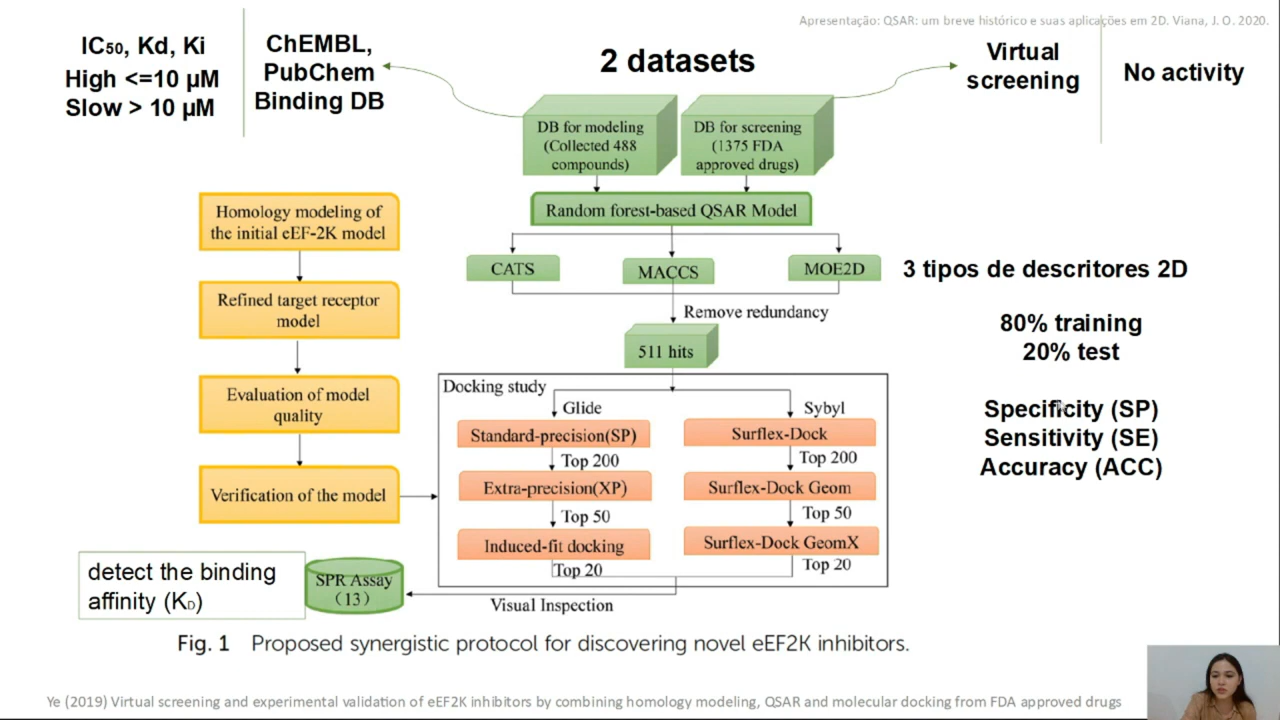 Apresentação: QSAR: um breve histórico e suas aplicações em 2D. Viana, J. O. 2020.
IC50, Kd, Ki
High <=10 µM
Slow > 10 µM
ChEMBL,
PubChem
Binding DB
2 datasets
Virtual
screening
No activity
DB for modeling
(Collected 488
compounds)
DB for screening
(1375 FDA
approved drugs)
Random forest-based QSAR Model
CATS
MACCS
MOE2D
3 tipos de descritores 2D
Remove redundancy
80% training
20% test
511 hits
Specificity (SP)
Sensitivity (SE)
Accuracy (ACC)
Homology modeling of
the initial eEF-2K model
Refined target receptor
model
Evaluation of model
quality
Verification of the model
Docking study
Glide
Standard-precision(SP)
Top 200
Extra-precision(XP)
Top 50
Induced-fit docking
Top 20
Sybyl
Surflex-Dock
Top 200
Surflex-Dock Geom
Top 50
Surflex-Dock GeomX
Top 20
Visual Inspection
SPR Assay
(13)
detect the binding
affinity (KD)
Fig. 1 Proposed synergistic protocol for discovering novel eEF2K inhibitors.
Ye (2019) Virtual screening and experimental validation of eEF2K inhibitors by combining homology modeling, QSAR and molecular docking from FDA approved drugs